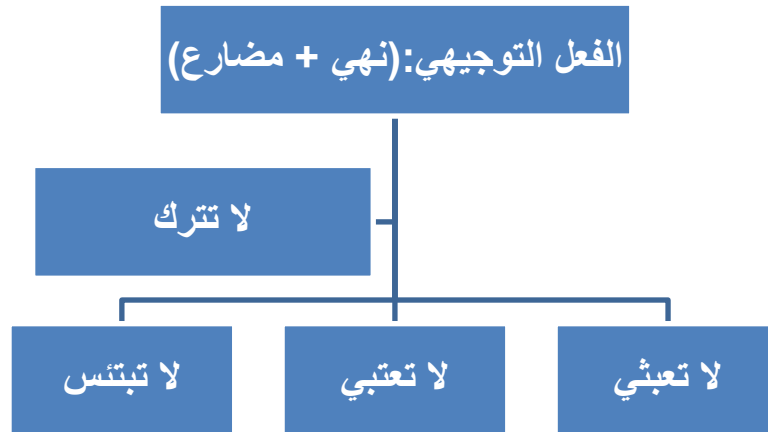 الفعل التوجيهي:(نهي + مضارع)
لا تترك
لا تعبثي
لا تعتبي
لا تبتئس